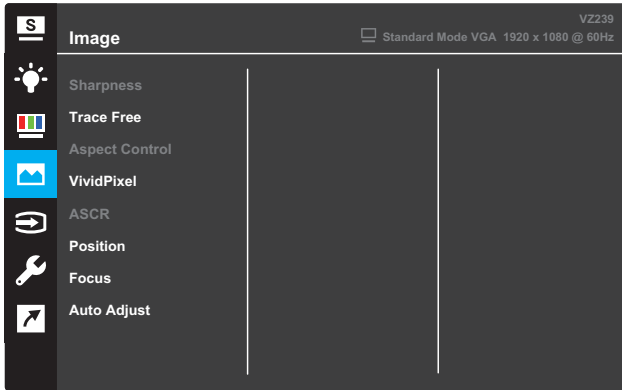 S
VZ239
Image
Standard Mode VGA 1920 x 1080 @ 60Hz
Sharpness
Trace Free
Aspect Control
VividPixel
ASCR
Position
Focus
Auto Adjust